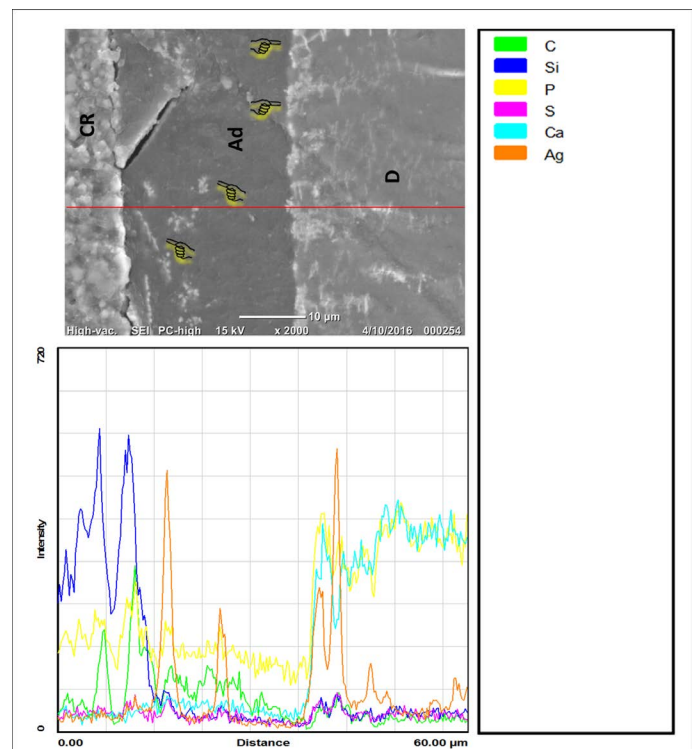 CR
Ad
D
10 µm
High-vac. SEI PC-high 15 kV x 2000 4/10/2016 000254
C
Si
P
S
Ca
Ag
720
Intensity
0
0.00 Distance 60.00 µm